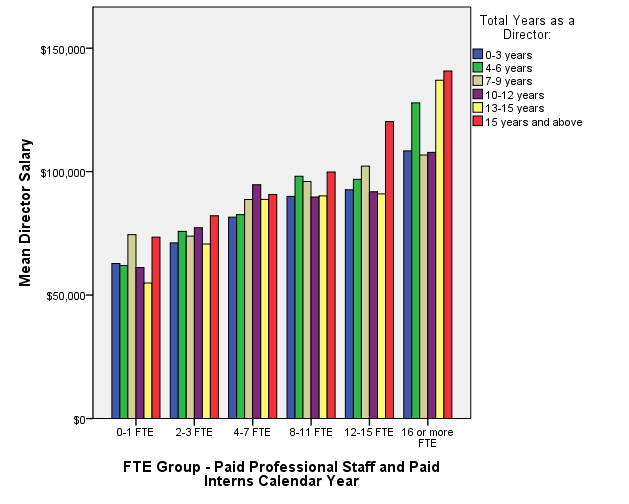 Total Years as a
Director:
0-3 years
4-6 years
7-9 years
10-12 years
13-15 years
15 years and above
Mean Director Salary
$150,000
$100,000
$50,000
$0
0-1 FTE
2-3 FTE
4-7 FTE
8-11 FTE
12-15 FTE
16 or more
FTE
FTE Group - Paid Professional Staff and Paid
Interns Calendar Year